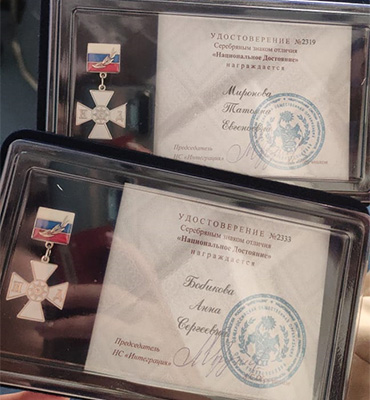 УДОСТОВЕРЕНИЕ №2319
Серебряным знаком отличия
«Национальное Достояние»
награждается
Миронова
Татьяна
Евгеньевна
Председатель
НС «Интеграция»
УДОСТОВЕРЕНИЕ №2333
Серебряным знаком отличия
«Национальное Достояние»
награждается
Бобикова
Анна
Сергеевна
Председатель
НС «Интеграция»